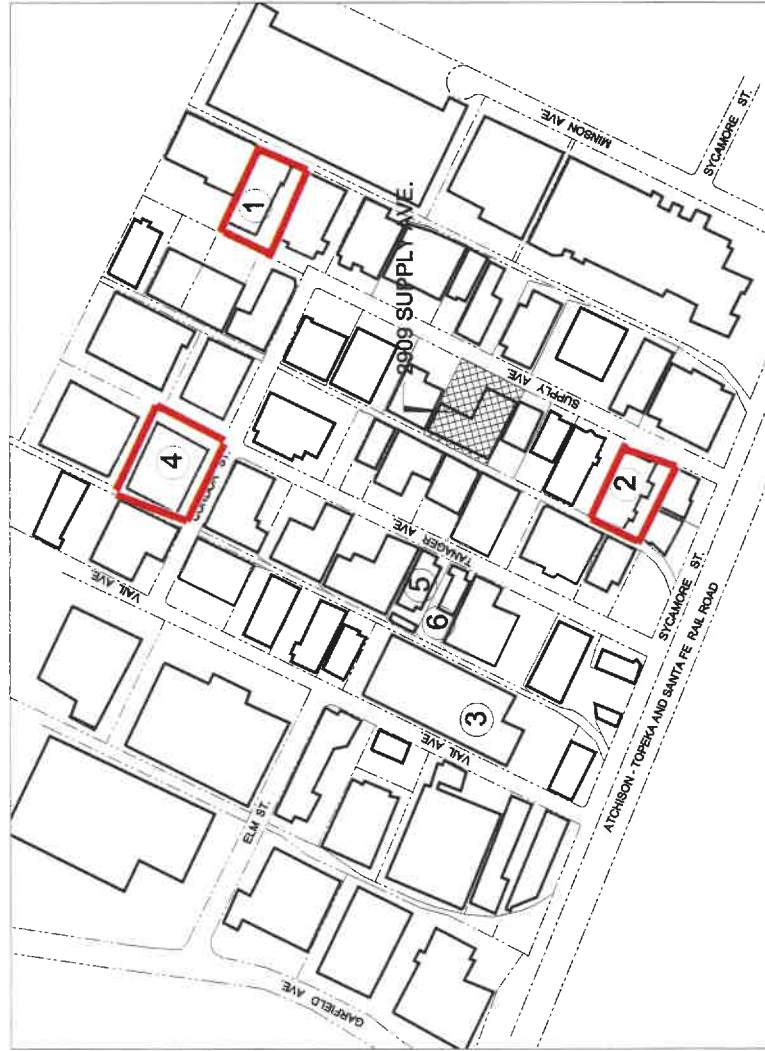 MINSON AVE.
SYCAMORE ST.
1
2909 SUPPLY AVE.
SUPPLY AVE.
4
2
VAIL AVE.
TANAGER AVE.
5
6
SYCAMORE ST.
3
VAIL AVE.
ATCHISON - TOPEKA AND SANTA FE RAIL ROAD
ELM ST.
GARFIELD AVE.